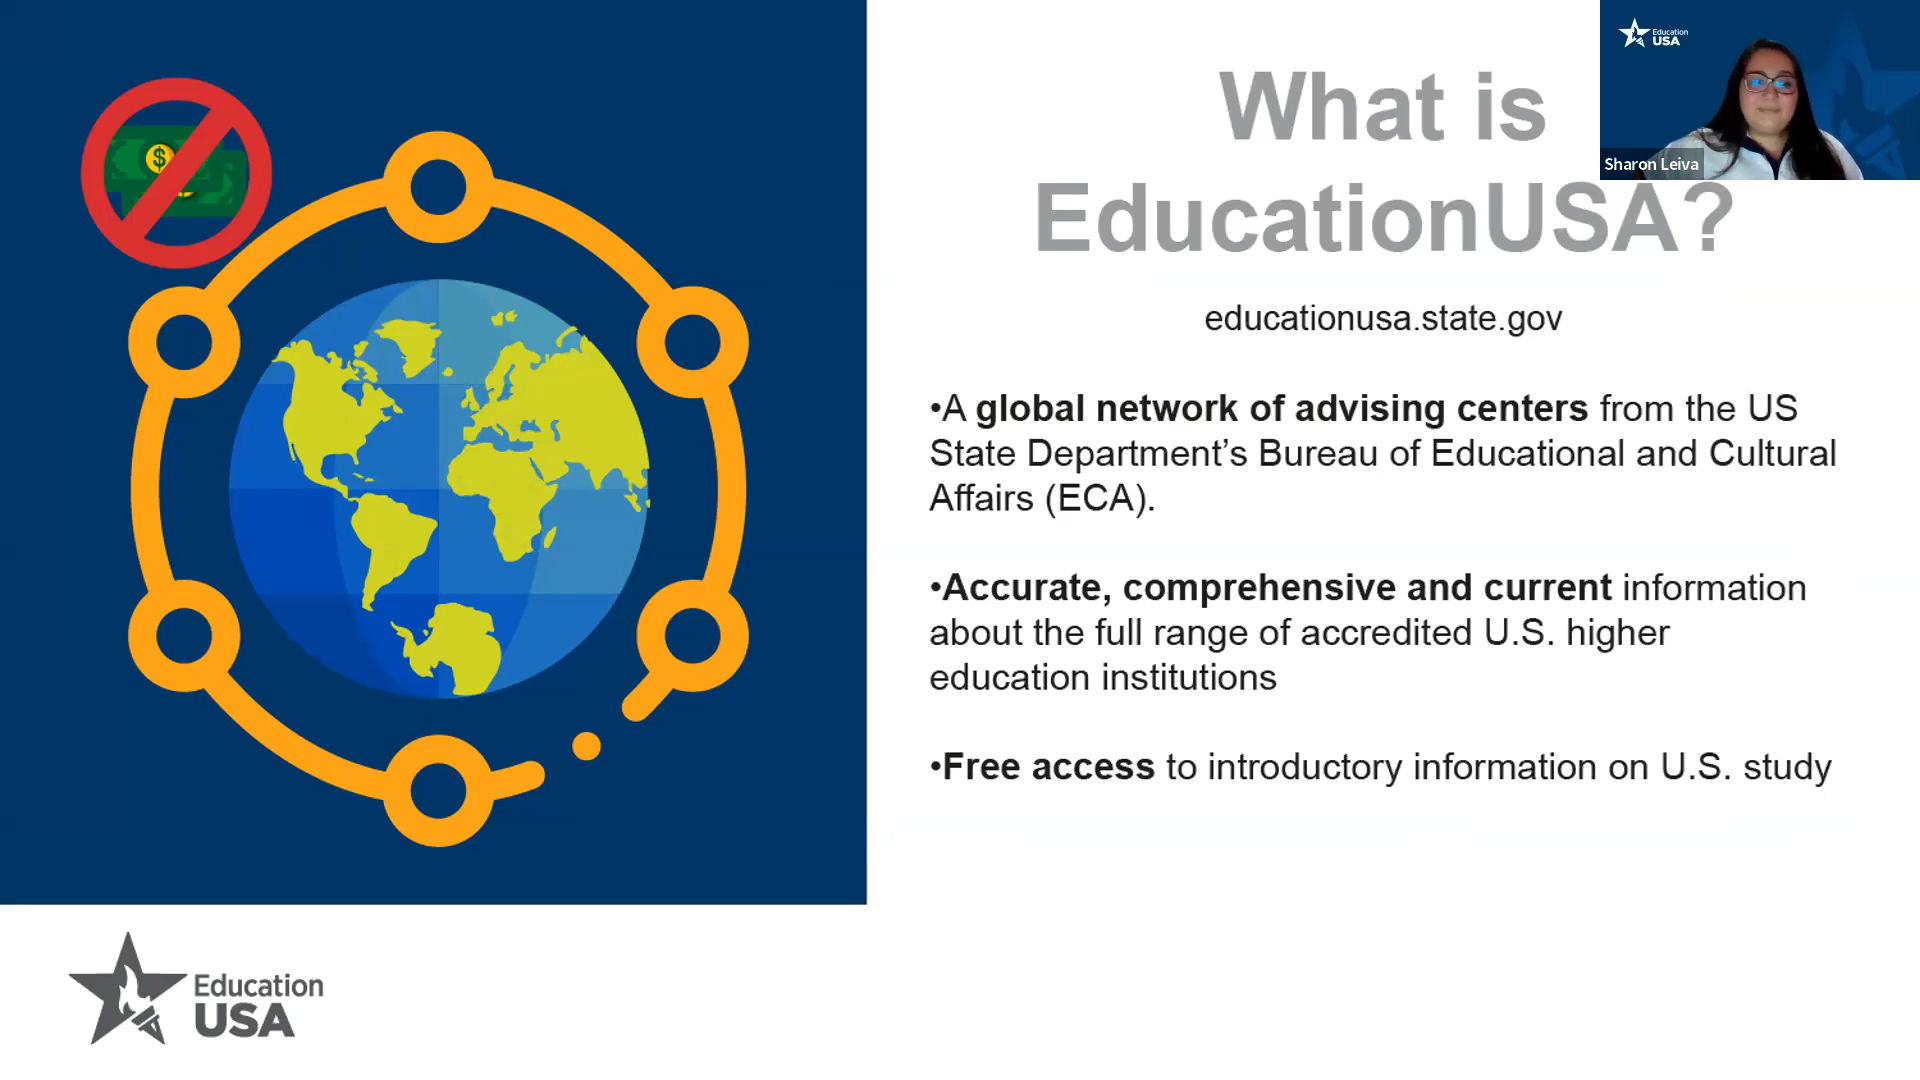 What is
EducationUSA?
educationusa.state.gov
•A global network of advising centers from the US
State Department’s Bureau of Educational and Cultural
Affairs (ECA).
•Accurate, comprehensive and current information
about the full range of accredited U.S. higher
education institutions
•Free access to introductory information on U.S. study
Education
USA
Sharon Leiva
$
Education
USA